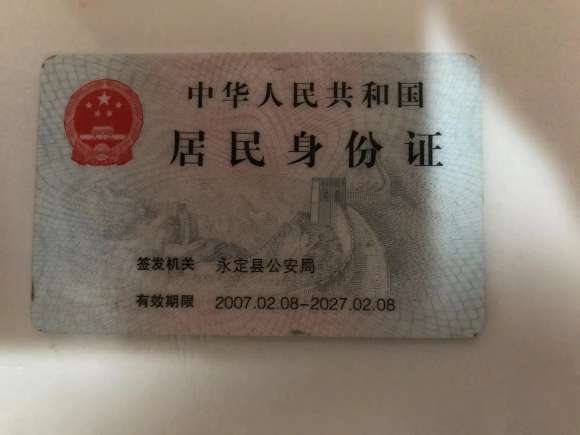 中华人民共和国
居民身份证
签发机关 永定县公安局
有效期限 2007.02.08-2027.02.08